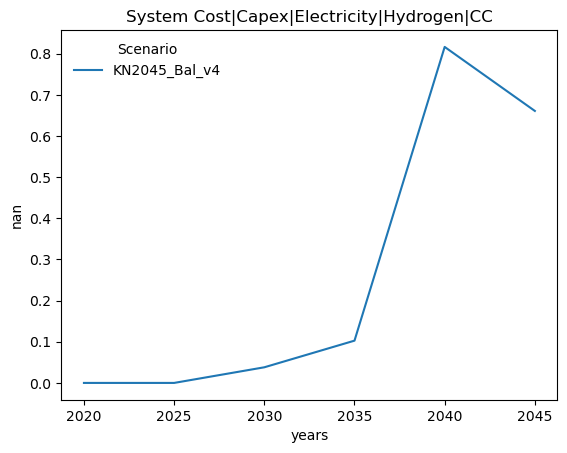 System Cost|Capex|Electricity|Hydrogen|CC
Scenario
KN2045_Bal_v4
0.8
0.7
0.6
0.5
0.4
0.3
0.2
0.1
0.0
nan
2020 2025 2030 2035 2040 2045
years